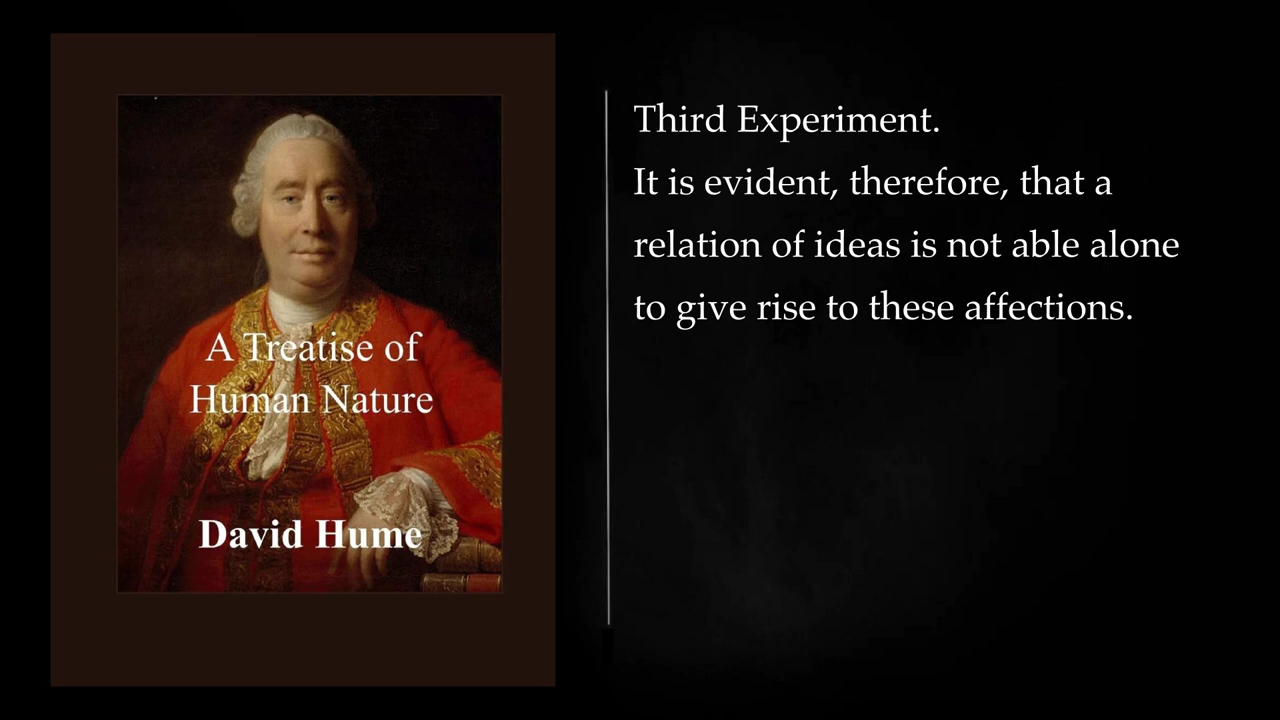 A Treatise of
Human Nature
David Hume
Third Experiment.
It is evident, therefore, that a
relation of ideas is not able alone
to give rise to these affections.